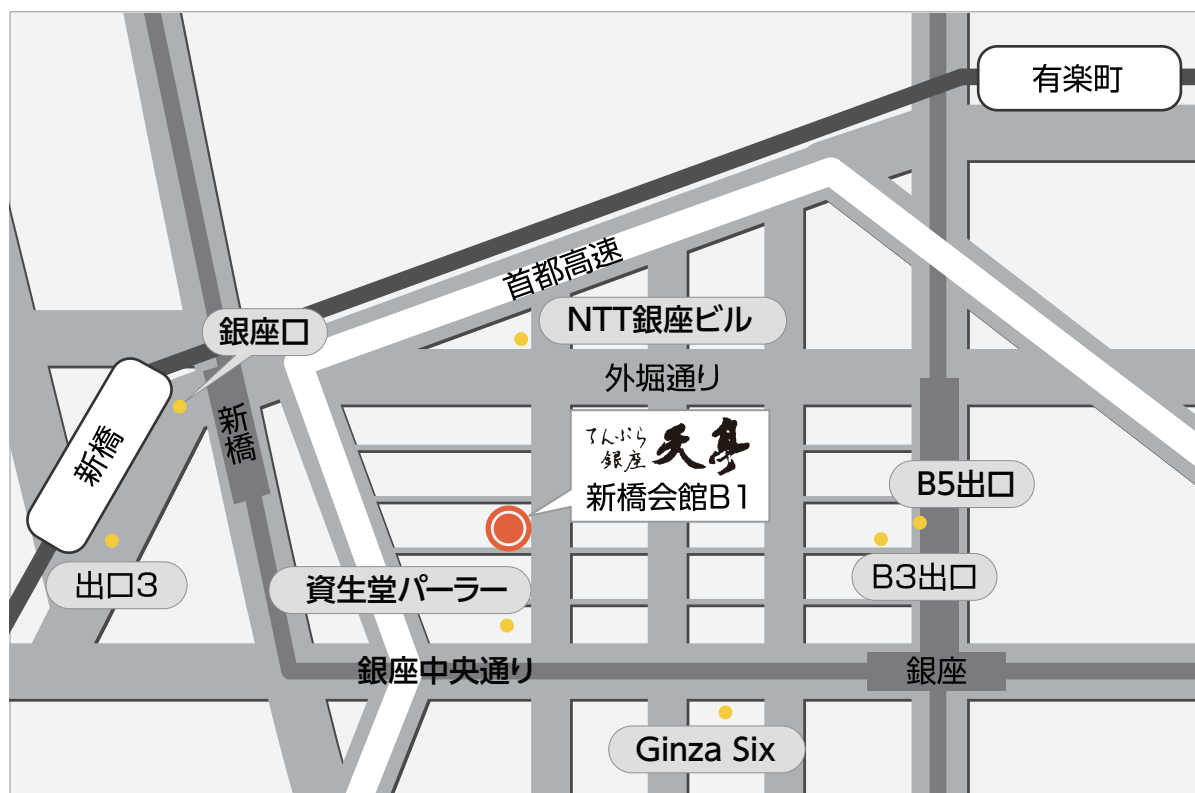 有楽町
首都高速
NTT銀座ビル
銀座口
外堀通り
新橋
新橋
てんぷら
銀座
天亭
新橋会館B1
B5出口
B3出口
出口3
資生堂パーラー
銀座中央通り
銀座
Ginza Six